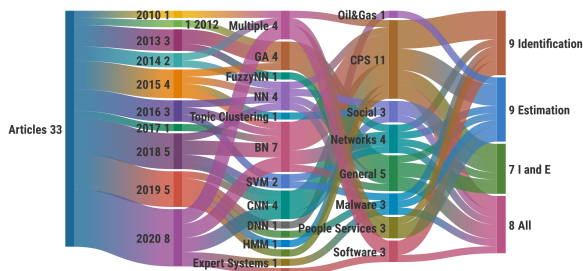 Articles 33
2010 1
1 2012
2013 3
2014 2
2015 4
2016 3
2017 1
2018 5
2019 5
2020 8
Multiple 4
GA 4
FuzzyNN 1
NN 4
Topic Clustering 1
BN 7
SVM 2
CNN 4
DNN 1
HMM 1
Expert Systems 1
Oil&Gas 1
CPS 11
Social 3
Networks 4
General 5
Malware 3
People Services 3
Software 3
9 Identification
9 Estimation
7 I and E
8 All